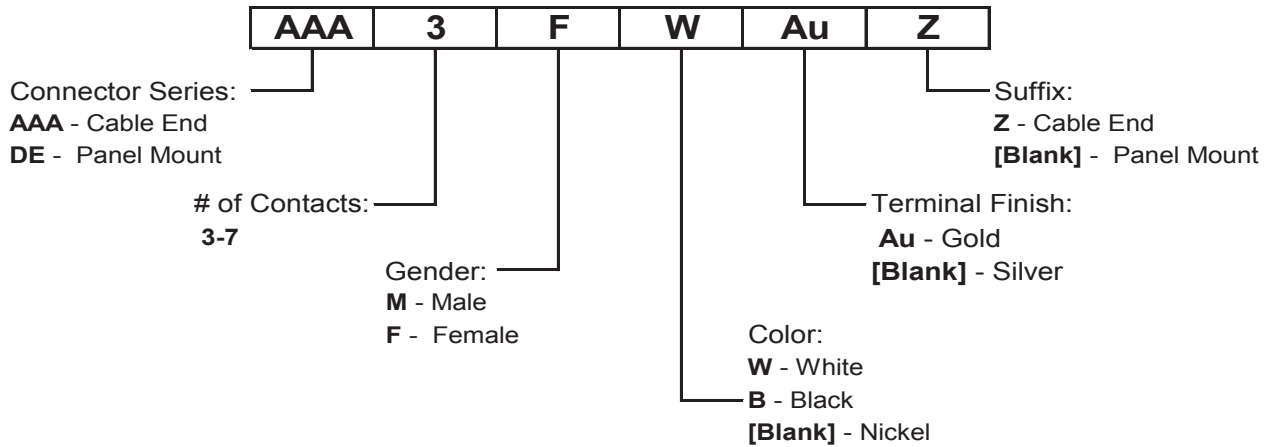 AAA 3 F W Au Z
Connector Series:
AAA - Cable End
DE - Panel Mount
# of Contacts:
3-7
Gender:
M - Male
F - Female
Color:
W - White
B - Black
[Blank] - Nickel
Terminal Finish:
Au - Gold
[Blank] - Silver
Suffix:
Z - Cable End
[Blank] - Panel Mount